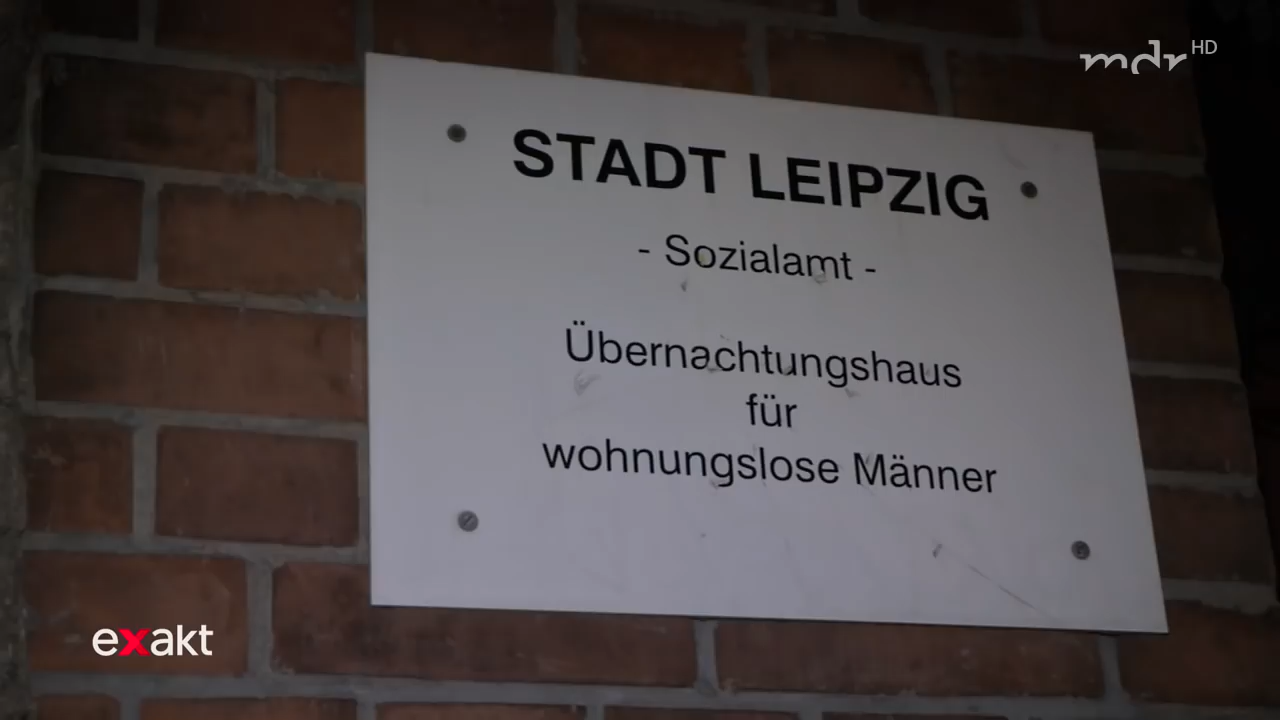 mdr HD
STADT LEIPZIG
- Sozialamt -
Übernachtungshaus
für
wohnungslose Männer
exakt